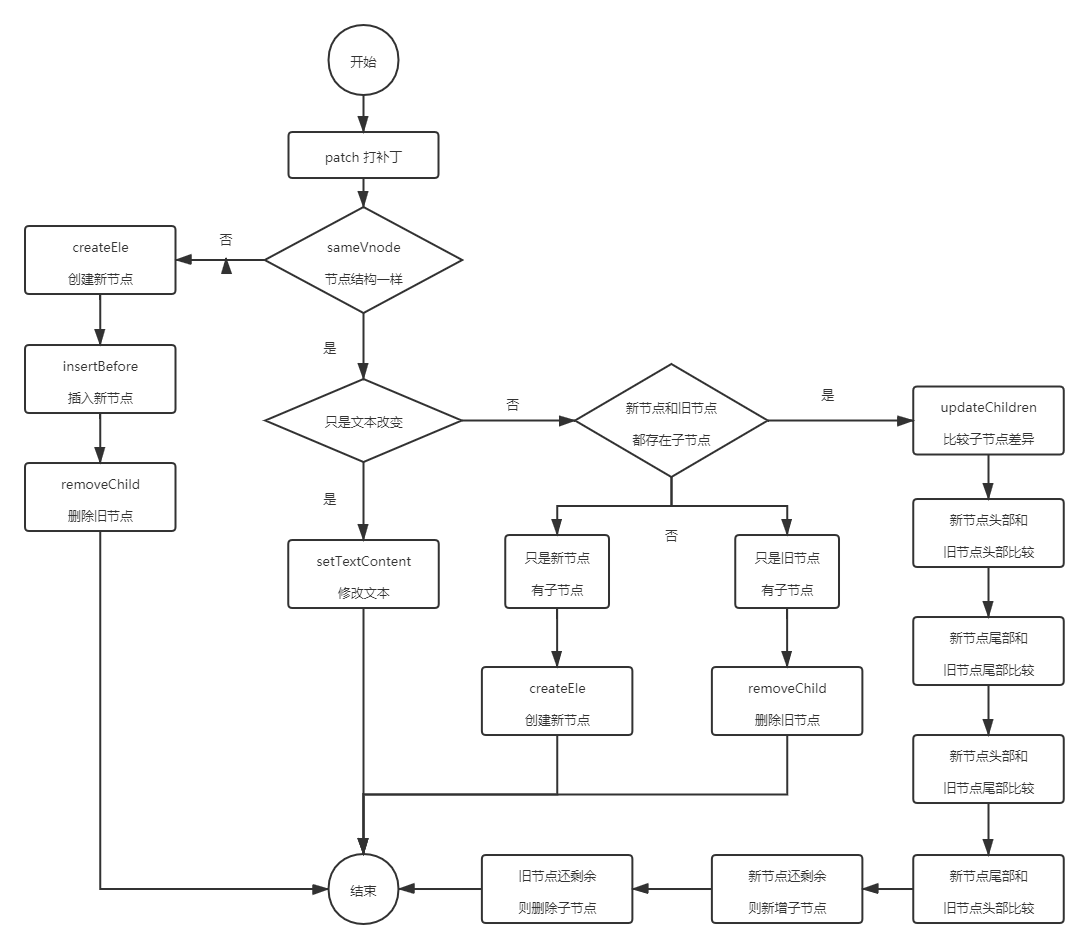 开始
patch 打补丁
否
createEle
创建新节点
sameVnode
节点结构一样
是
insertBefore
插入新节点
只是文本改变
否
新节点和旧节点
都存在子节点
是
updateChildren
比较子节点差异
removeChild
删除旧节点
是
否
新节点头部和
旧节点头部比较
setTextContent
修改文本
只是新节点
有子节点
只是旧节点
有子节点
新节点尾部和
旧节点尾部比较
createEle
创建新节点
removeChild
删除旧节点
新节点头部和
旧节点尾部比较
结束
旧节点还剩余
则删除子节点
新节点还剩余
则新增子节点
新节点尾部和
旧节点头部比较